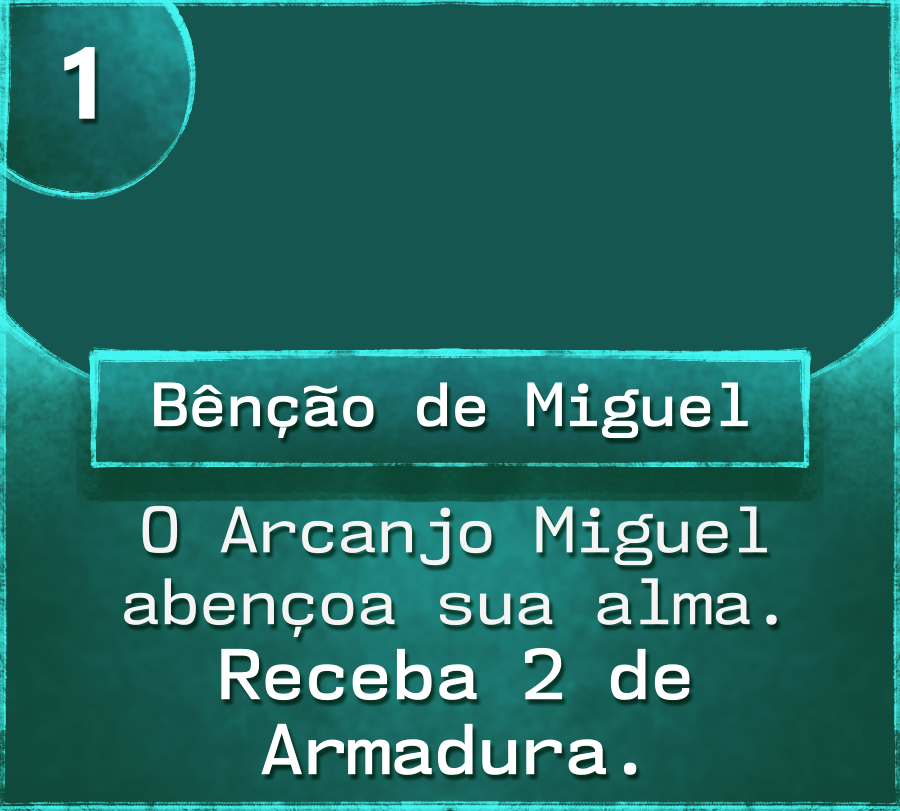 1
Bênção de Miguel
O Arcanjo Miguel
abençoa sua alma.
Receba 2 de
Armadura.